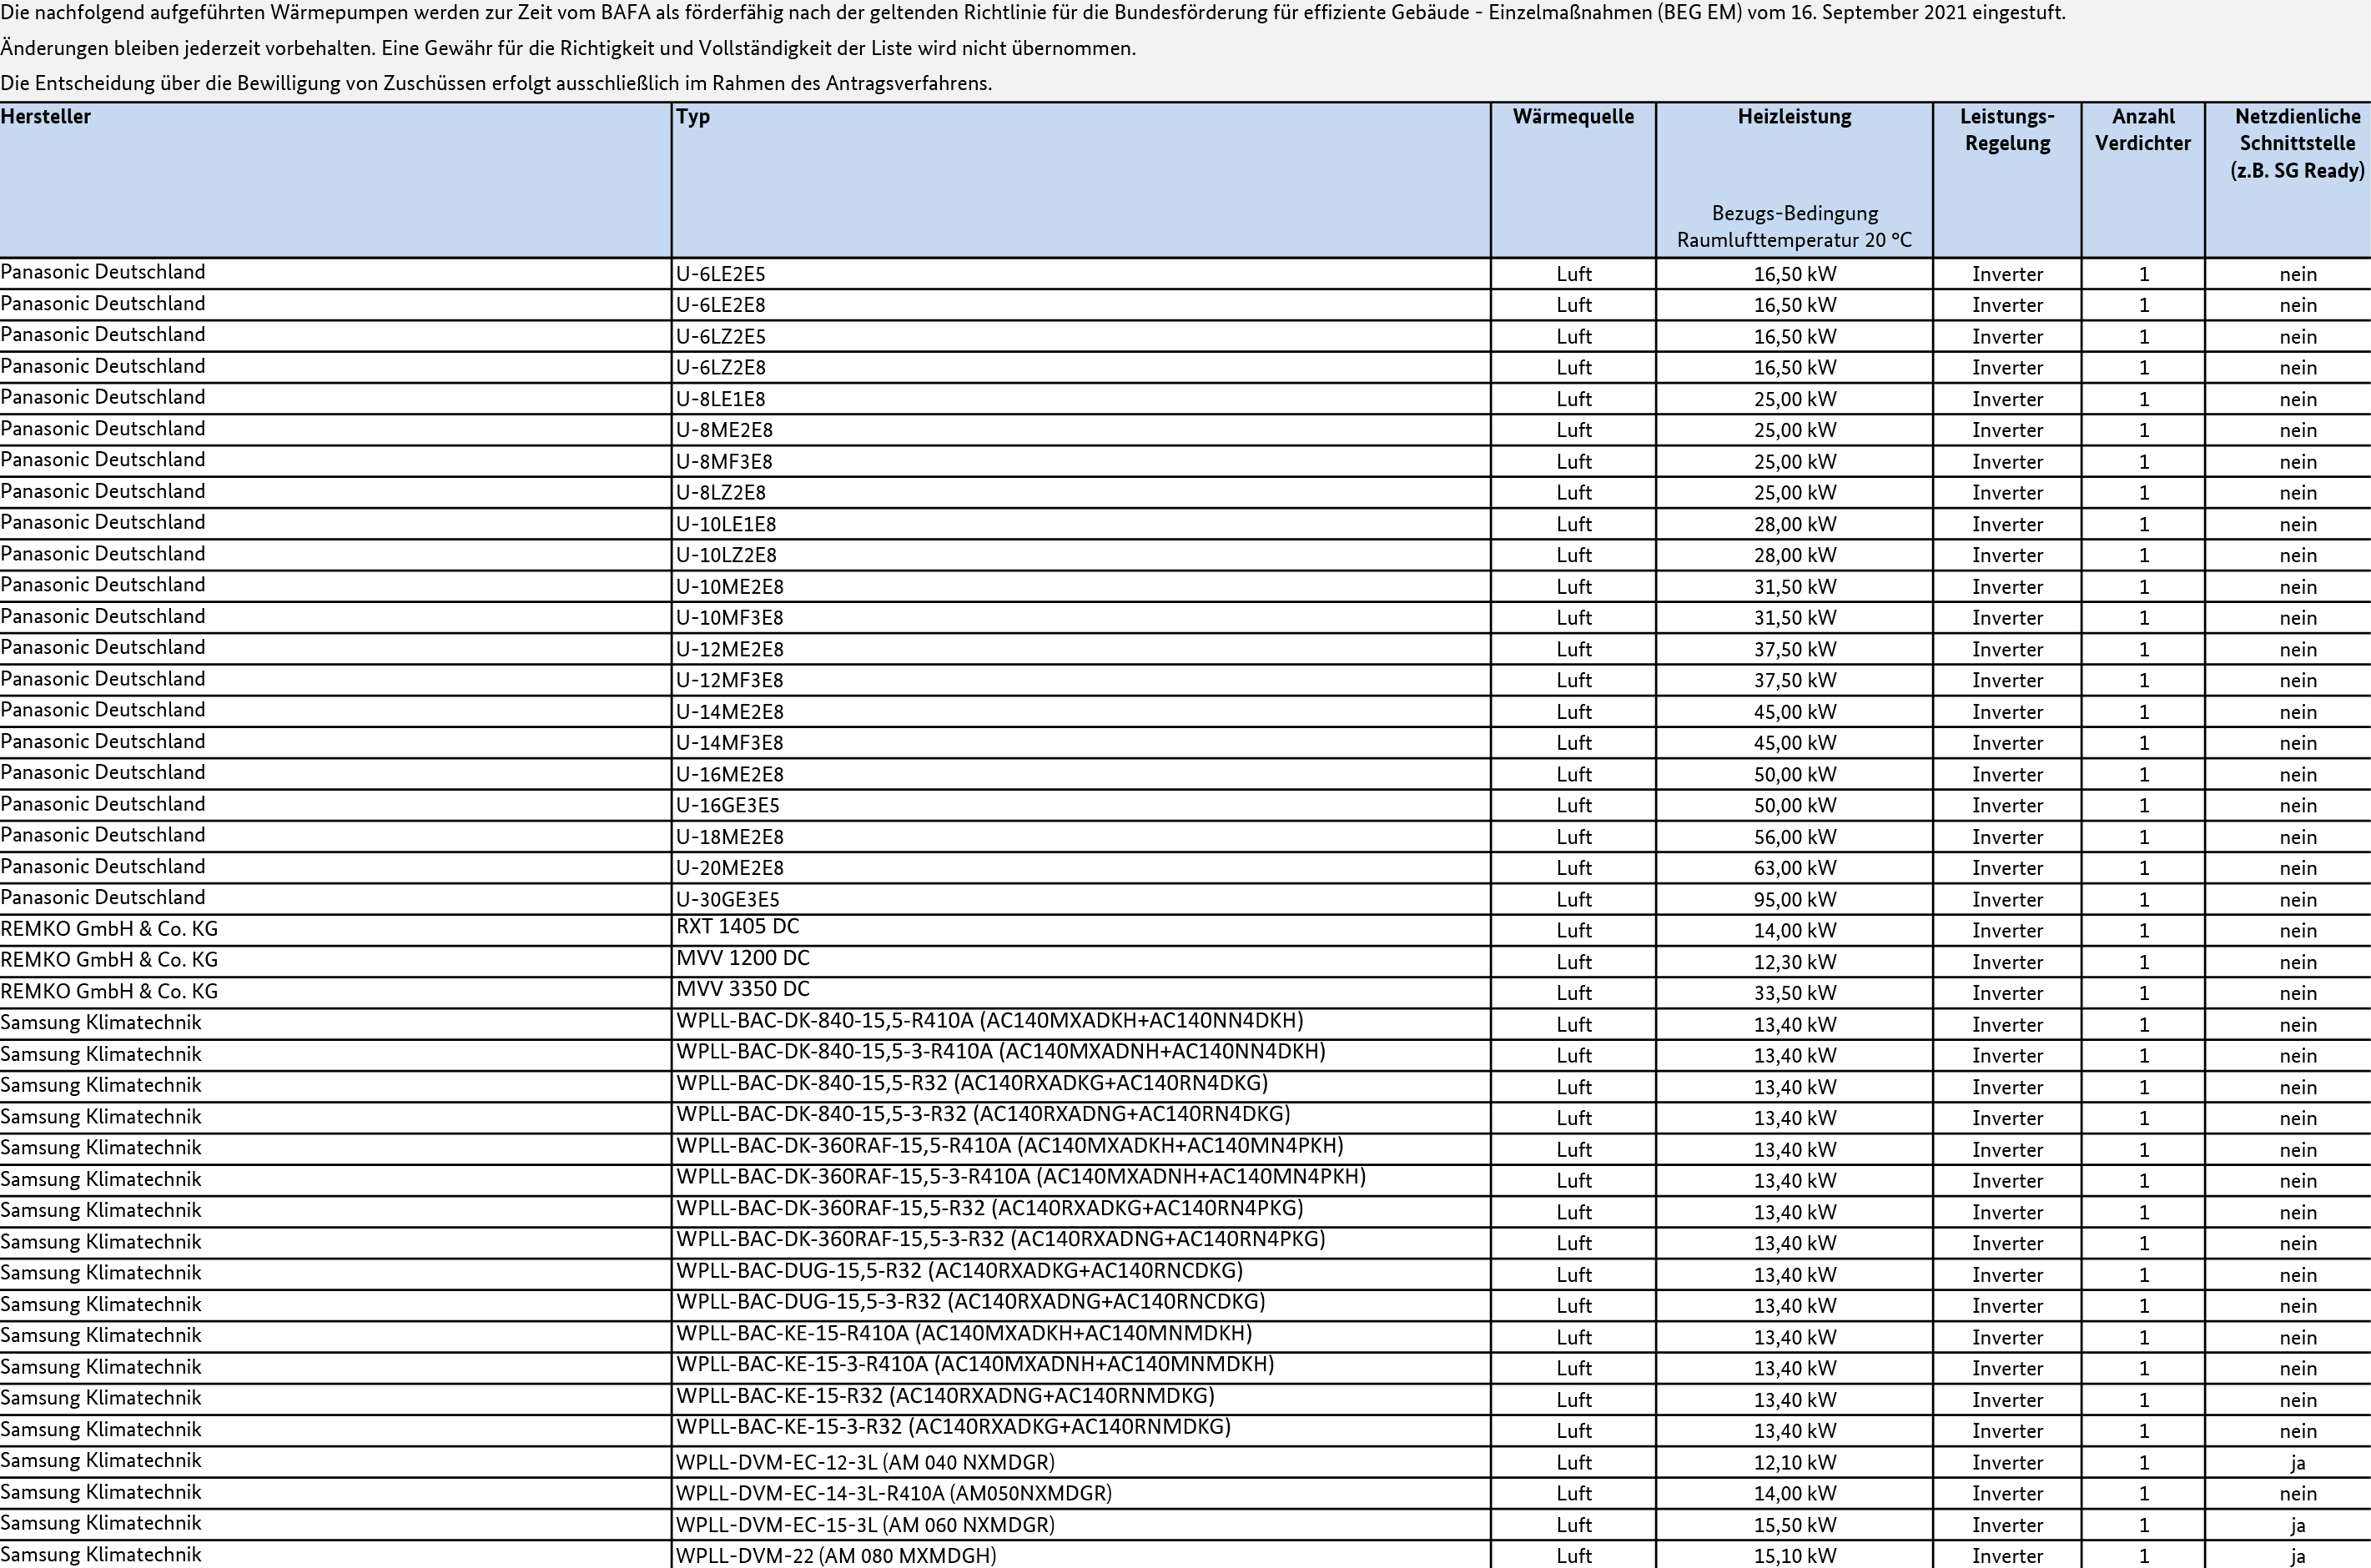 Die nachfolgend aufgeführten Wärmepumpen werden zur Zeit vom BAFA als förderfähig nach der geltenden Richtlinie für die Bundesförderung für effiziente Gebäude - Einzelmaßnahmen (BEG EM) vom 16. September 2021 eingestuft.
Änderungen bleiben jederzeit vorbehalten. Eine Gewähr für die Richtigkeit und Vollständigkeit der Liste wird nicht übernommen.
Die Entscheidung über die Bewilligung von Zuschüssen erfolgt ausschließlich im Rahmen des Antragsverfahrens.
Hersteller Typ Wärmequelle Heizleistung Leistungs- Anzahl Netzdienliche
Regelung Verdichter Schnittstelle
(z.B. SG Ready)
Bezugs-Bedingung
Raumlufttemperatur 20 °C
Panasonic Deutschland U-6LE2E5 Luft 16,50 kW Inverter 1 nein
Panasonic Deutschland U-6LE2E8 Luft 16,50 kW Inverter 1 nein
Panasonic Deutschland U-6LZ2E5 Luft 16,50 kW Inverter 1 nein
Panasonic Deutschland U-6LZ2E8 Luft 16,50 kW Inverter 1 nein
Panasonic Deutschland U-8LE1E8 Luft 25,00 kW Inverter 1 nein
Panasonic Deutschland U-8ME2E8 Luft 25,00 kW Inverter 1 nein
Panasonic Deutschland U-8MF3E8 Luft 25,00 kW Inverter 1 nein
Panasonic Deutschland U-8LZ2E8 Luft 25,00 kW Inverter 1 nein
Panasonic Deutschland U-10LE1E8 Luft 28,00 kW Inverter 1 nein
Panasonic Deutschland U-10LZ2E8 Luft 28,00 kW Inverter 1 nein
Panasonic Deutschland U-10ME2E8 Luft 31,50 kW Inverter 1 nein
Panasonic Deutschland U-10MF3E8 Luft 31,50 kW Inverter 1 nein
Panasonic Deutschland U-12ME2E8 Luft 37,50 kW Inverter 1 nein
Panasonic Deutschland U-12MF3E8 Luft 37,50 kW Inverter 1 nein
Panasonic Deutschland U-14ME2E8 Luft 45,00 kW Inverter 1 nein
Panasonic Deutschland U-14MF3E8 Luft 45,00 kW Inverter 1 nein
Panasonic Deutschland U-16ME2E8 Luft 50,00 kW Inverter 1 nein
Panasonic Deutschland U-16GE3E5 Luft 50,00 kW Inverter 1 nein
Panasonic Deutschland U-18ME2E8 Luft 56,00 kW Inverter 1 nein
Panasonic Deutschland U-20ME2E8 Luft 63,00 kW Inverter 1 nein
Panasonic Deutschland U-30GE3E5 Luft 95,00 kW Inverter 1 nein
REMKO GmbH & Co. KG RXT 1405 DC Luft 14,00 kW Inverter 1 nein
REMKO GmbH & Co. KG MVV 1200 DC Luft 12,30 kW Inverter 1 nein
REMKO GmbH & Co. KG MVV 3350 DC Luft 33,50 kW Inverter 1 nein
Samsung Klimatechnik WPLL-BAC-DK-840-15,5-R410A (AC140MXADKH+AC140NN4DKH) Luft 13,40 kW Inverter 1 nein
Samsung Klimatechnik WPLL-BAC-DK-840-15,5-3-R410A (AC140MXADNH+AC140NN4DKH) Luft 13,40 kW Inverter 1 nein
Samsung Klimatechnik WPLL-BAC-DK-840-15,5-R32 (AC140RXADKG+AC140RN4DKG) Luft 13,40 kW Inverter 1 nein
Samsung Klimatechnik WPLL-BAC-DK-840-15,5-3-R32 (AC140RXADNG+AC140RN4DKG) Luft 13,40 kW Inverter 1 nein
Samsung Klimatechnik WPLL-BAC-DK-360RAF-15,5-R410A (AC140MXADKH+AC140MN4PKH) Luft 13,40 kW Inverter 1 nein
Samsung Klimatechnik WPLL-BAC-DK-360RAF-15,5-3-R410A (AC140MXADNH+AC140MN4PKH) Luft 13,40 kW Inverter 1 nein
Samsung Klimatechnik WPLL-BAC-DK-360RAF-15,5-R32 (AC140RXADKG+AC140RN4PKG) Luft 13,40 kW Inverter 1 nein
Samsung Klimatechnik WPLL-BAC-DK-360RAF-15,5-3-R32 (AC140RXADNG+AC140RN4PKG) Luft 13,40 kW Inverter 1 nein
Samsung Klimatechnik WPLL-BAC-DUG-15,5-R32 (AC140RXADKG+AC140RNCDKG) Luft 13,40 kW Inverter 1 nein
Samsung Klimatechnik WPLL-BAC-DUG-15,5-3-R32 (AC140RXADNG+AC140RNCDKG) Luft 13,40 kW Inverter 1 nein
Samsung Klimatechnik WPLL-BAC-KE-15-R410A (AC140MXADKH+AC140MNMDKH) Luft 13,40 kW Inverter 1 nein
Samsung Klimatechnik WPLL-BAC-KE-15-3-R410A (AC140MXADNH+AC140MNMDKH) Luft 13,40 kW Inverter 1 nein
Samsung Klimatechnik WPLL-BAC-KE-15-R32 (AC140RXADNG+AC140RNMDKG) Luft 13,40 kW Inverter 1 nein
Samsung Klimatechnik WPLL-BAC-KE-15-3-R32 (AC140RXADKG+AC140RNMDKG) Luft 13,40 kW Inverter 1 nein
Samsung Klimatechnik WPLL-DVM-EC-12-3L (AM 040 NXMDGR) Luft 12,10 kW Inverter 1 ja
Samsung Klimatechnik WPLL-DVM-EC-14-3L-R410A (AM050NXMDGR) Luft 14,00 kW Inverter 1 nein
Samsung Klimatechnik WPLL-DVM-EC-15-3L (AM 060 NXMDGR) Luft 15,50 kW Inverter 1 ja
Samsung Klimatechnik WPLL-DVM-22 (AM 080 MXMDGH) Luft 15,10 kW Inverter 1 ja